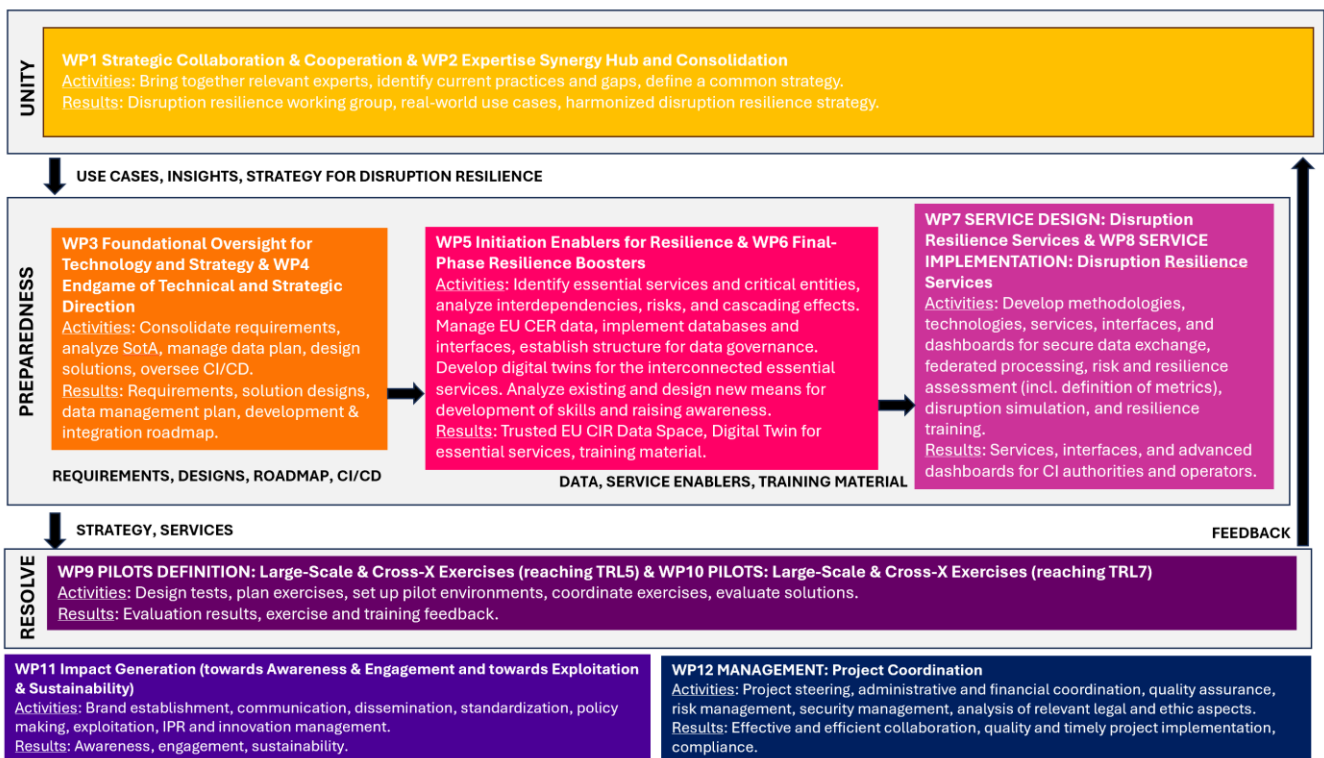 UNITY
WP1 Strategic Collaboration & Cooperation & WP2 Expertise Synergy Hub and Consolidation
Activities: Bring together relevant experts, identify current practices and gaps, define a common strategy.
Results: Disruption resilience working group, real-world use cases, harmonized disruption resilience strategy.
USE CASES, INSIGHTS, STRATEGY FOR DISRUPTION RESILIENCE
PREPAREDNESS
WP3 Foundational Oversight for
Technology and Strategy & WP4
Endgame of Technical and Strategic
Direction
Activities: Consolidate requirements,
analyze SotA, manage data plan, design
solutions, oversee CI/CD.
Results: Requirements, solution designs,
data management plan, development &
integration roadmap.
REQUIREMENTS, DESIGNS, ROADMAP, CI/CD
WP5 Initiation Enablers for Resilience & WP6 Final-
Phase Resilience Boosters
Activities: Identify essential services and critical entities,
analyze interdependencies, risks, and cascading effects.
Manage EU CER data, implement databases and
interfaces, establish structure for data governance.
Develop digital twins for the interconnected essential
services. Analyze existing and design new means for
development of skills and raising awareness.
Results: Trusted EU CIR Data Space, Digital Twin for
essential services, training material.
DATA, SERVICE ENABLERS, TRAINING MATERIAL
WP7 SERVICE DESIGN: Disruption
Resilience Services & WP8 SERVICE
IMPLEMENTATION: Disruption Resilience
Services
Activities: Develop methodologies,
technologies, services, interfaces, and
dashboards for secure data exchange,
federated processing, risk and resilience
assessment (incl. definition of metrics),
disruption simulation, and resilience
training.
Results: Services, interfaces, and advanced
dashboards for CI authorities and operators.
STRATEGY, SERVICES
FEEDBACK
RESOLVE
WP9 PILOTS DEFINITION: Large-Scale & Cross-X Exercises (reaching TRL5) & WP10 PILOTS: Large-Scale & Cross-X Exercises (reaching TRL7)
Activities: Design tests, plan exercises, set up pilot environments, coordinate exercises, evaluate solutions.
Results: Evaluation results, exercise and training feedback.
WP11 Impact Generation (towards Awareness & Engagement and towards Exploitation
& Sustainability)
Activities: Brand establishment, communication, dissemination, standardization, policy
making, exploitation, IPR and innovation management.
Results: Awareness, engagement, sustainability.
WP12 MANAGEMENT: Project Coordination
Activities: Project steering, administrative and financial coordination, quality assurance,
risk management, security management, analysis of relevant legal and ethic aspects.
Results: Effective and efficient collaboration, quality and timely project implementation,
compliance.